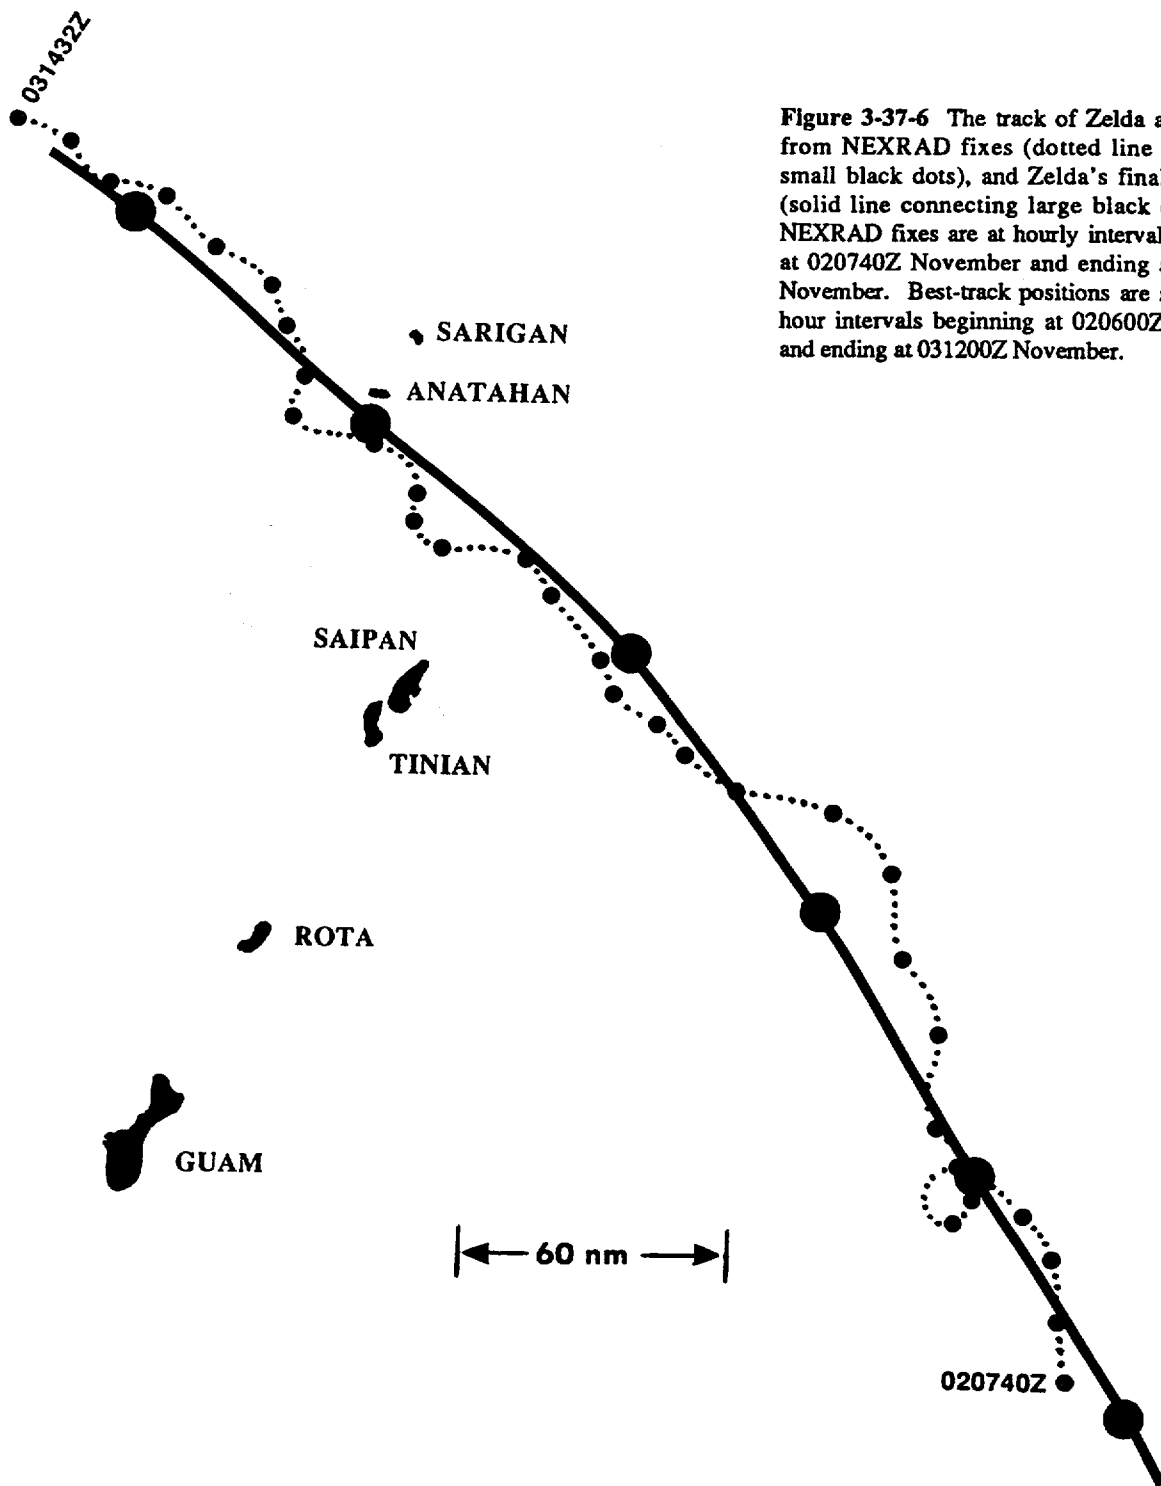 031432Z
Figure 3-37-6 The track of Zelda a
from NEXRAD fixes (dotted line
small black dots), and Zelda's final
(solid line connecting large black
NEXRAD fixes are at hourly interval
at 020740Z November and ending
November. Best-track positions are
hour intervals beginning at 020600Z
and ending at 031200Z November.
SARIGAN
ANATAHAN
SAIPAN
TINIAN
ROTA
GUAM
60 nm
020740Z